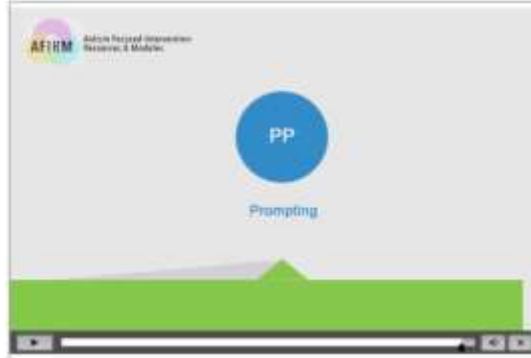 AFIRM
Autism Focused Intervention
Resources & Modules
PP
Prompting